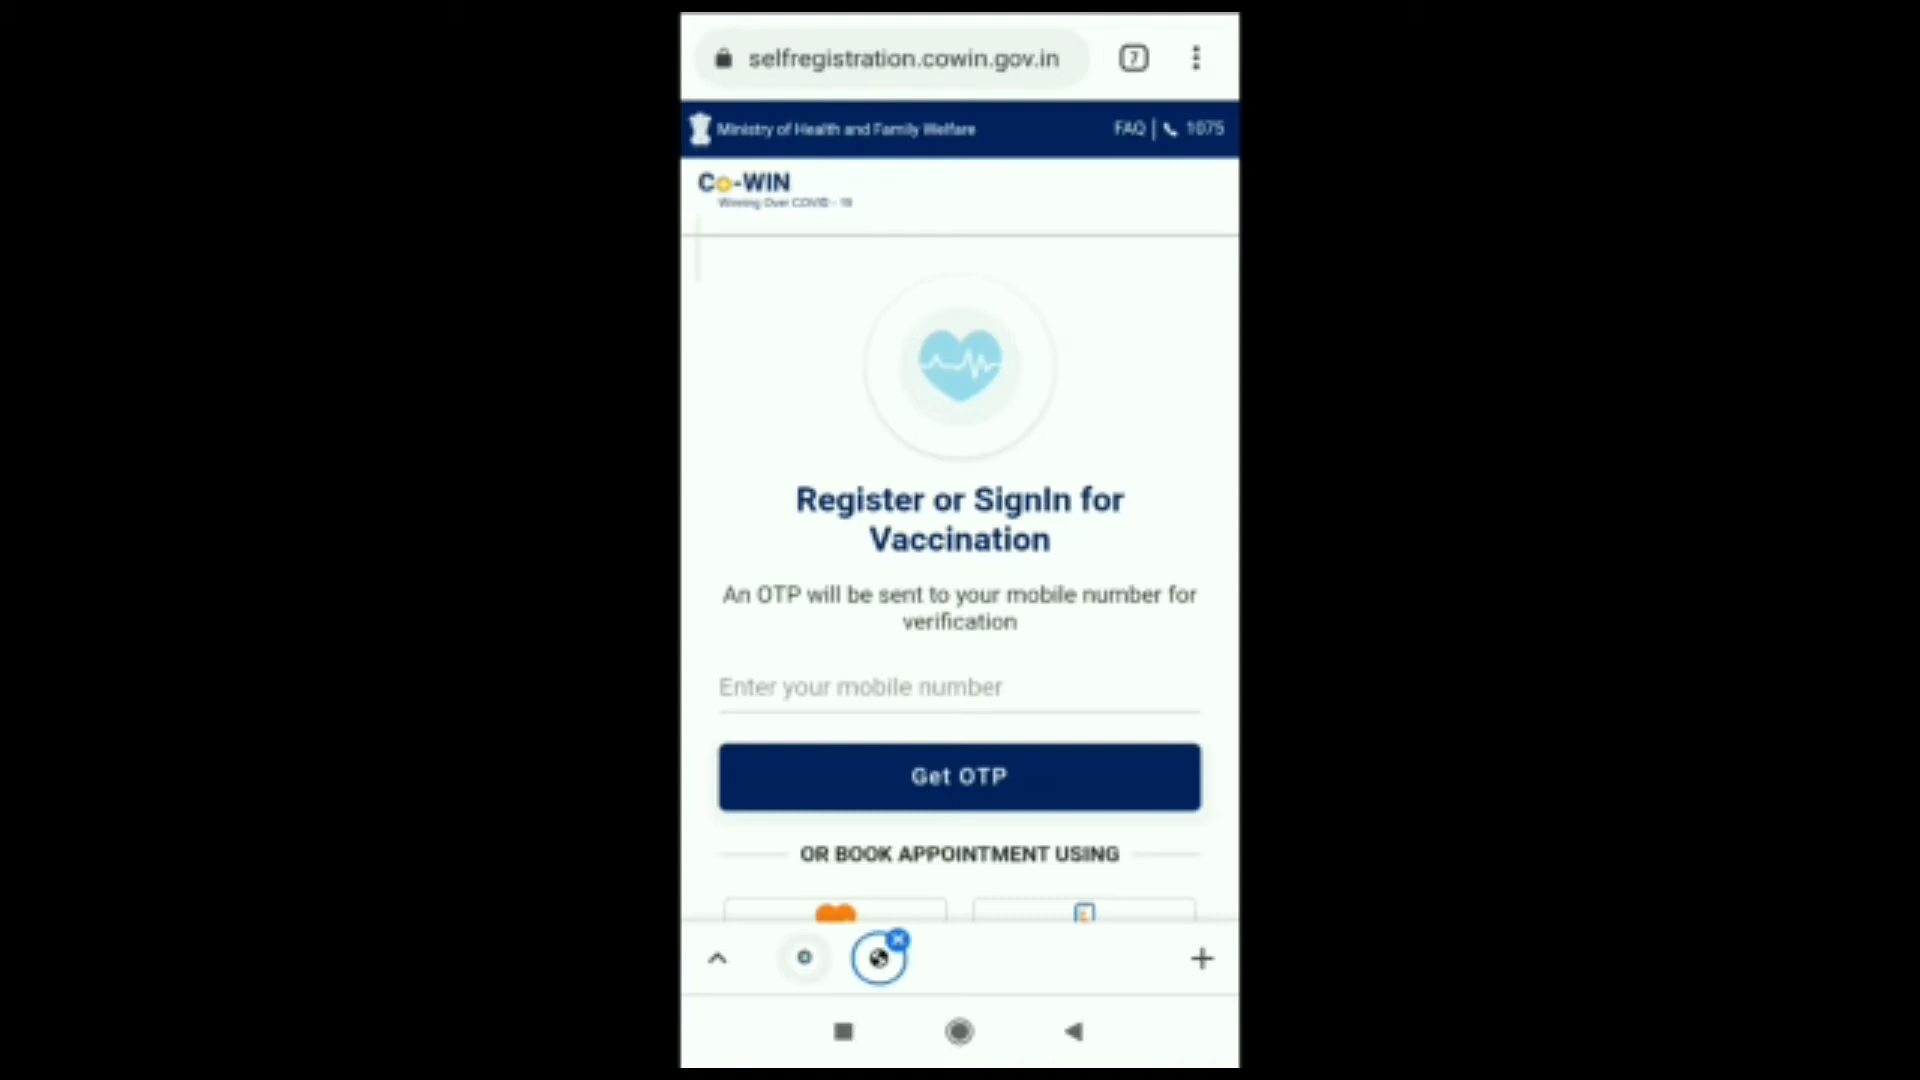 selfregistration.cowin.gov.in
7
Ministry of Health and Family Welfare
FAQ
1075
Co-WIN
Winning Over COVID - 19
Register or SignIn for
Vaccination
An OTP will be sent to your mobile number for
verification
Enter your mobile number
Get OTP
OR BOOK APPOINTMENT USING